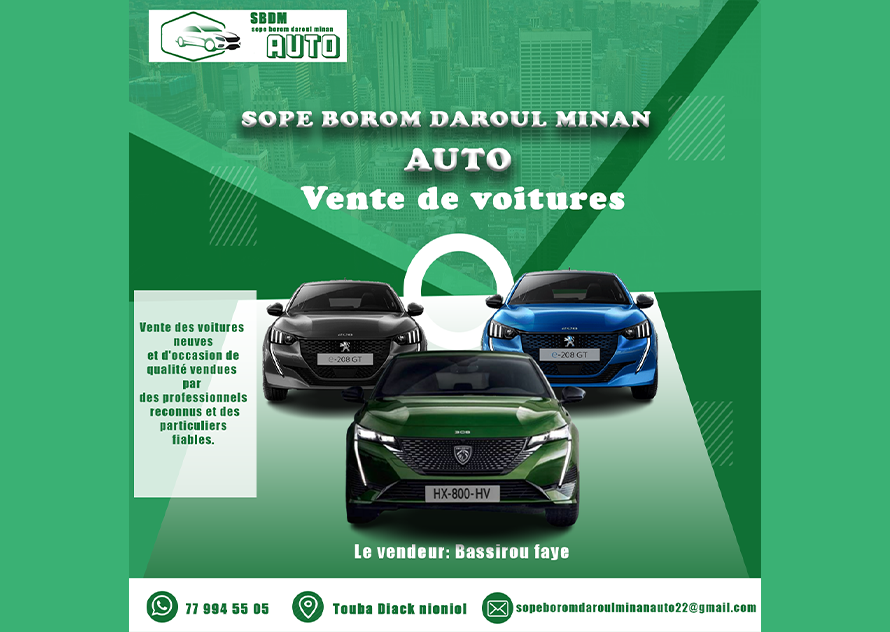 SBDM
sope borom daroul minan
AUTO
SOPE BOROM DAROUL MINAN
AUTO
Vente de voitures
Vente des voitures
neuves
et d'occasion de
qualité vendues
par
des professionnels
reconnus et des
particuliers
fiables.
e-208 GT
e-208 GT
HX-800-HV
Le vendeur: Bassirou faye
77 994 55 05
Touba Diack nioniol
sopeboromdaroulminanauto22@gmail.com